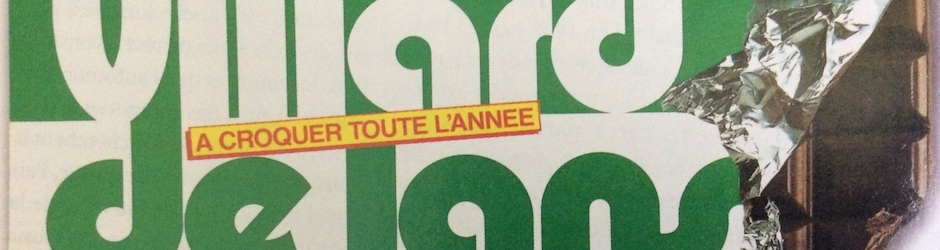 Villard
A CROQUER TOUTE L'ANNEE
de lans